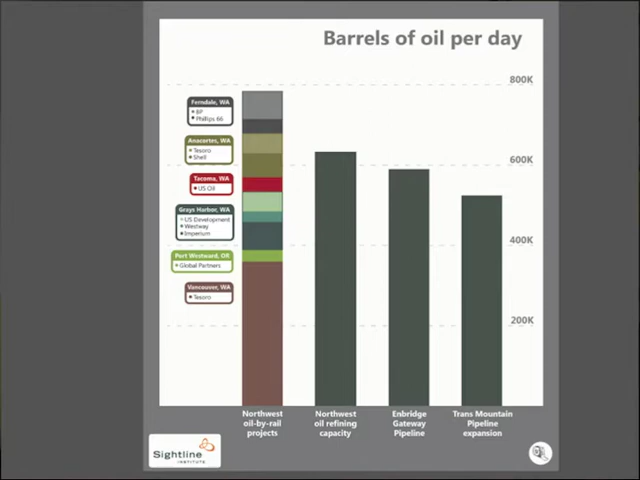 Barrels of oil per day
800K
600K
400K
200K
Ferndale, WA
BP
Phillips 66
Anacortes, WA
Tesoro
Shell
Tacoma, WA
US Oil
Grays Harbor, WA
US Development
Westway
Imperium
Port Westward, OR
Global Partners
Vancouver, WA
Tesoro
Northwest
oil-by-rail
projects
Northwest
oil refining
capacity
Enbridge
Gateway
Pipeline
Trans Mountain
Pipeline
expansion
Sightline
INSTITUTE